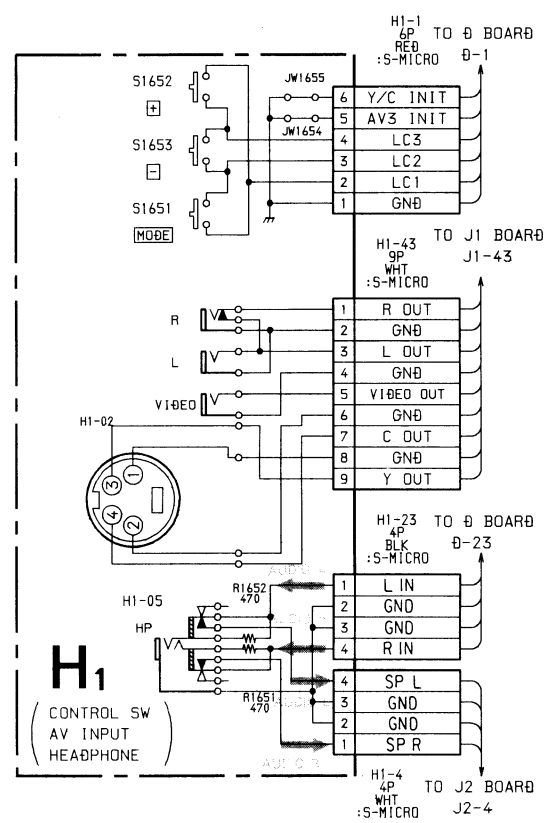 H1-1
6P
RED
:S-MICRO
TO D BOARD
D-1
S1652
+
S1653
-
S1651
MODE
JW1655
JW1654
6 Y/C INIT
5 AV3 INIT
4 LC3
3 LC2
2 LC1
1 GND
H1-43
9P
WHT
:S-MICRO
TO J1 BOARD
J1-43
R
L
VIDEO
1 R OUT
2 GND
3 L OUT
4 GND
5 VIDEO OUT
6 GND
7 C OUT
8 GND
9 Y OUT
H1-02
3
1
4
2
H1-23
4P
BLK
:S-MICRO
TO D BOARD
D-23
AUDIO L
1 L IN
2 GND
3 GND
4 R IN
H1-05
HP
R1652
470
R1651
470
4 SP L
3 GND
2 GND
1 SP R
AUDIO R
H1
CONTROL SW
AV INPUT
HEADPHONE
H1-4
4P
WHT
:S-MICRO
TO J2 BOARD
J2-4